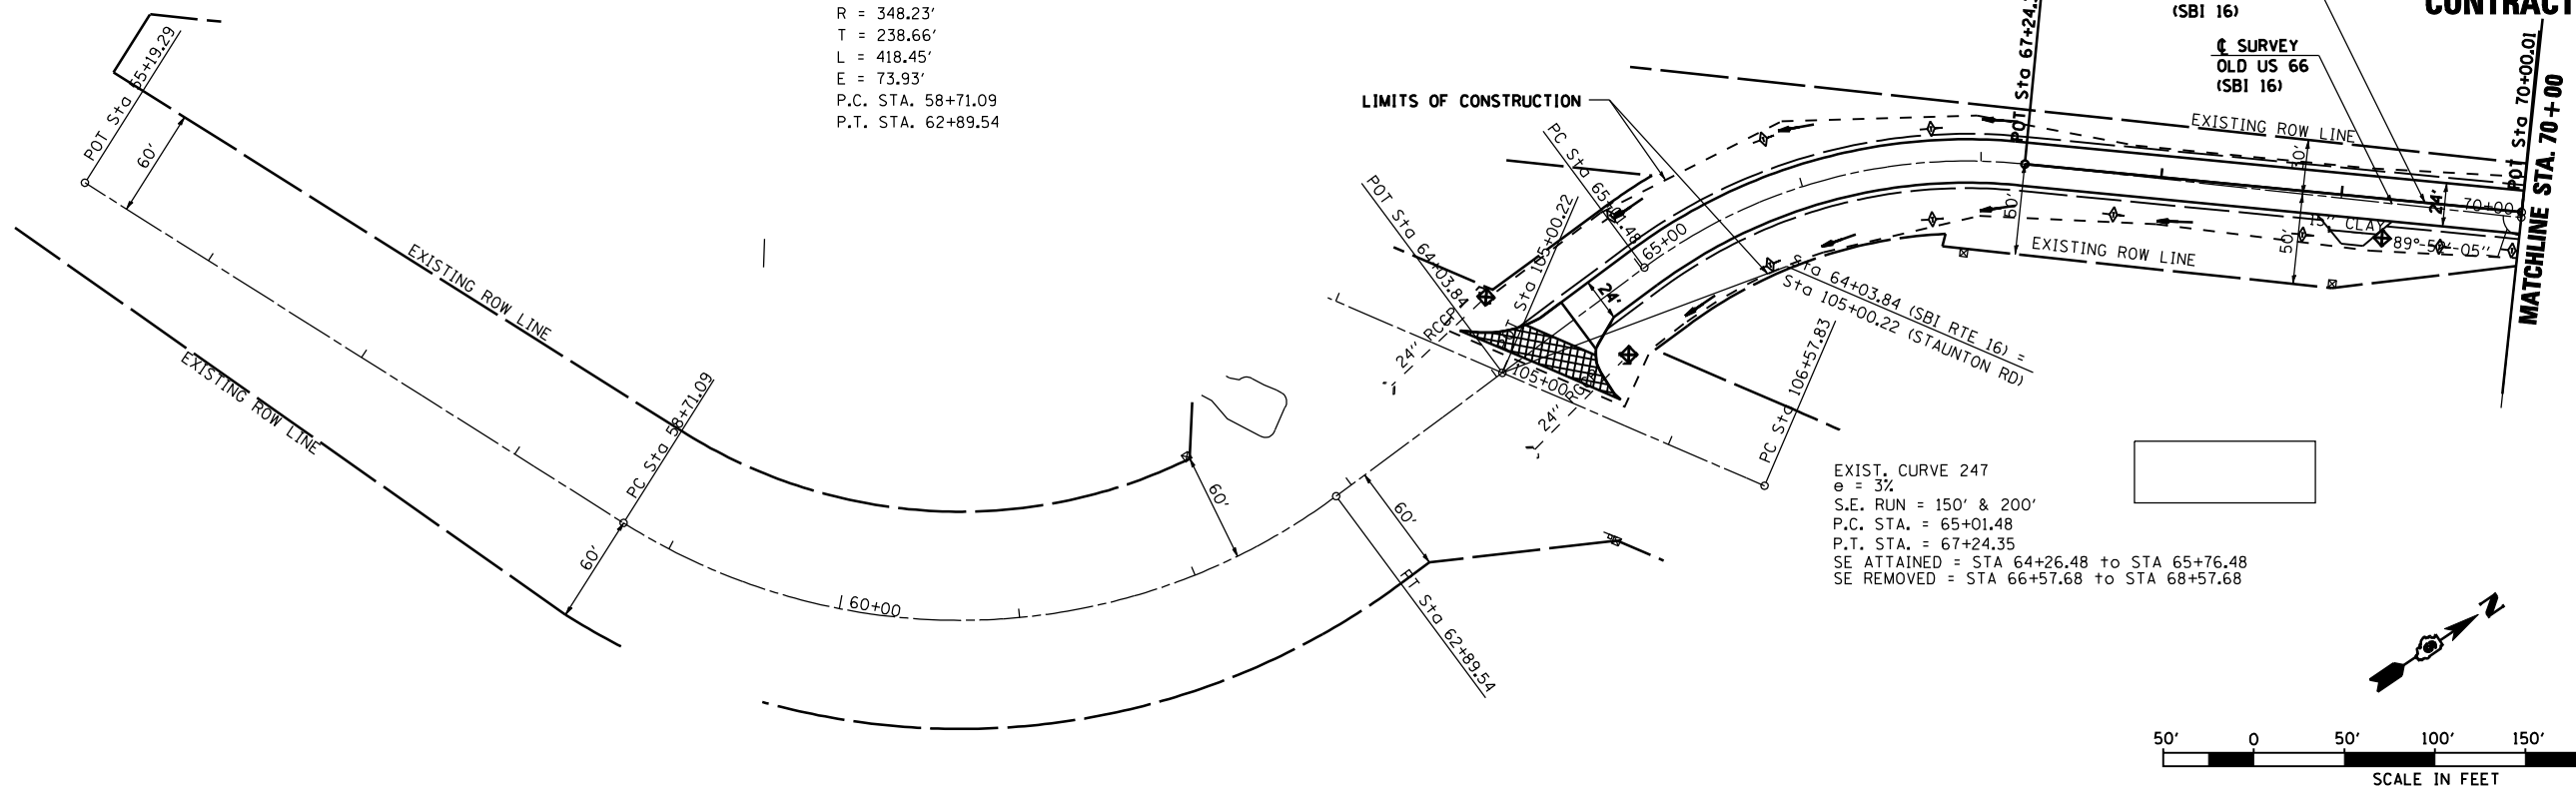 R = 348.23'
T = 238.66'
L = 418.45'
E = 73.93'
P.C. STA. 58+71.09
P.T. STA. 62+89.54
CONTRACT
(SBI 16)
℄ SURVEY
OLD US 66
(SBI 16)
LIMITS OF CONSTRUCTION
POT Sta 55+19.29
60'
EXISTING ROW LINE
EXISTING ROW LINE
PC Sta 58+71.09
60'
60+00
60'
60'
PT Sta 62+89.54
POT Sta 64+03.84
PC Sta 65+01.48
POT Sta 105+00.22
65+00
24'
24" RCCP
24"
105+00
PC Sta 106+57.83
Sta 64+03.84 (SBI RTE 16) =
Sta 105+00.22 (STAUNTON RD)
POT Sta 67+24.
EXISTING ROW LINE
50'
50'
24'
70+00
15" CLAY
50'
EXISTING ROW LINE
POT Sta 70+00.01
MATCHLINE STA. 70+00
EXIST. CURVE 247
e = 3%
S.E. RUN = 150' & 200'
P.C. STA. = 65+01.48
P.T. STA. = 67+24.35
SE ATTAINED = STA 64+26.48 to STA 65+76.48
SE REMOVED = STA 66+57.68 to STA 68+57.68
N
50' 0 50' 100' 150'
SCALE IN FEET